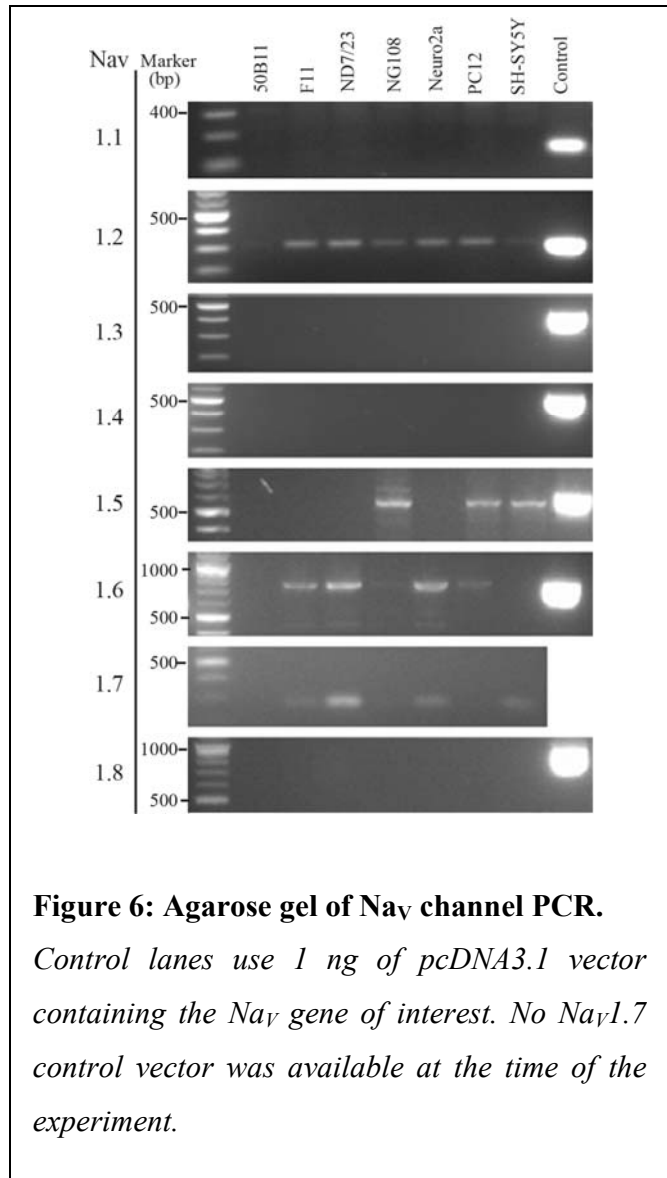 Nav Marker (bp) 50B11 F11 ND7/23 NG108 Neuro2a PC12 SH-SY5Y Control
1.1 400
1.2 500
1.3 500
1.4 500
1.5 500
1.6 1000
500
1.7 500
1.8 1000
500
Figure 6: Agarose gel of NaV channel PCR.
Control lanes use 1 ng of pcDNA3.1 vector
containing the NaV gene of interest. No NaV1.7
control vector was available at the time of the
experiment.